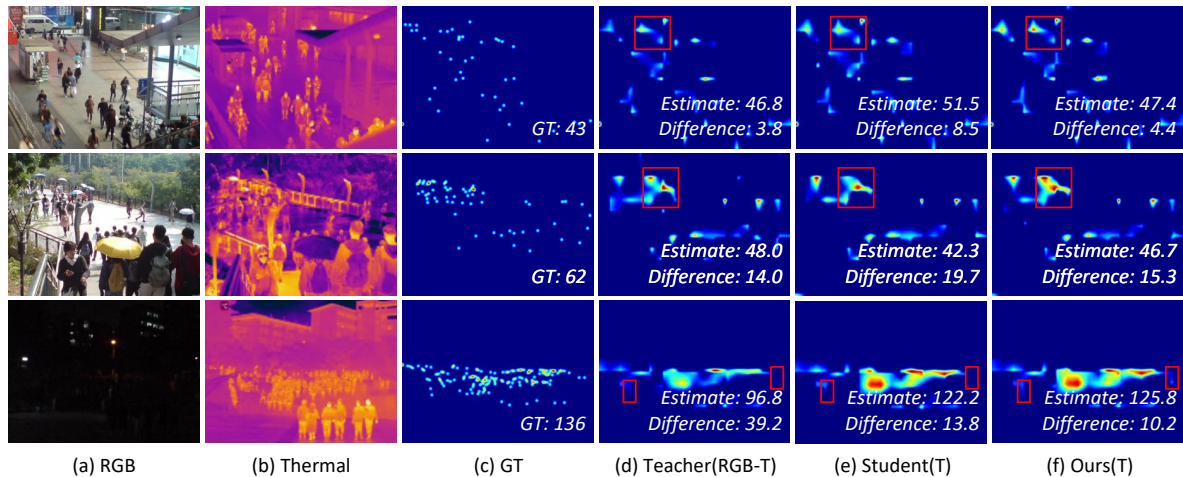 GT: 43
Estimate: 46.8
Difference: 3.8
Estimate: 51.5
Difference: 8.5
Estimate: 47.4
Difference: 4.4
GT: 62
Estimate: 48.0
Difference: 14.0
Estimate: 42.3
Difference: 19.7
Estimate: 46.7
Difference: 15.3
GT: 136
Estimate: 96.8
Difference: 39.2
Estimate: 122.2
Difference: 13.8
Estimate: 125.8
Difference: 10.2
(a) RGB
(b) Thermal
(c) GT
(d) Teacher(RGB-T)
(e) Student(T)
(f) Ours(T)